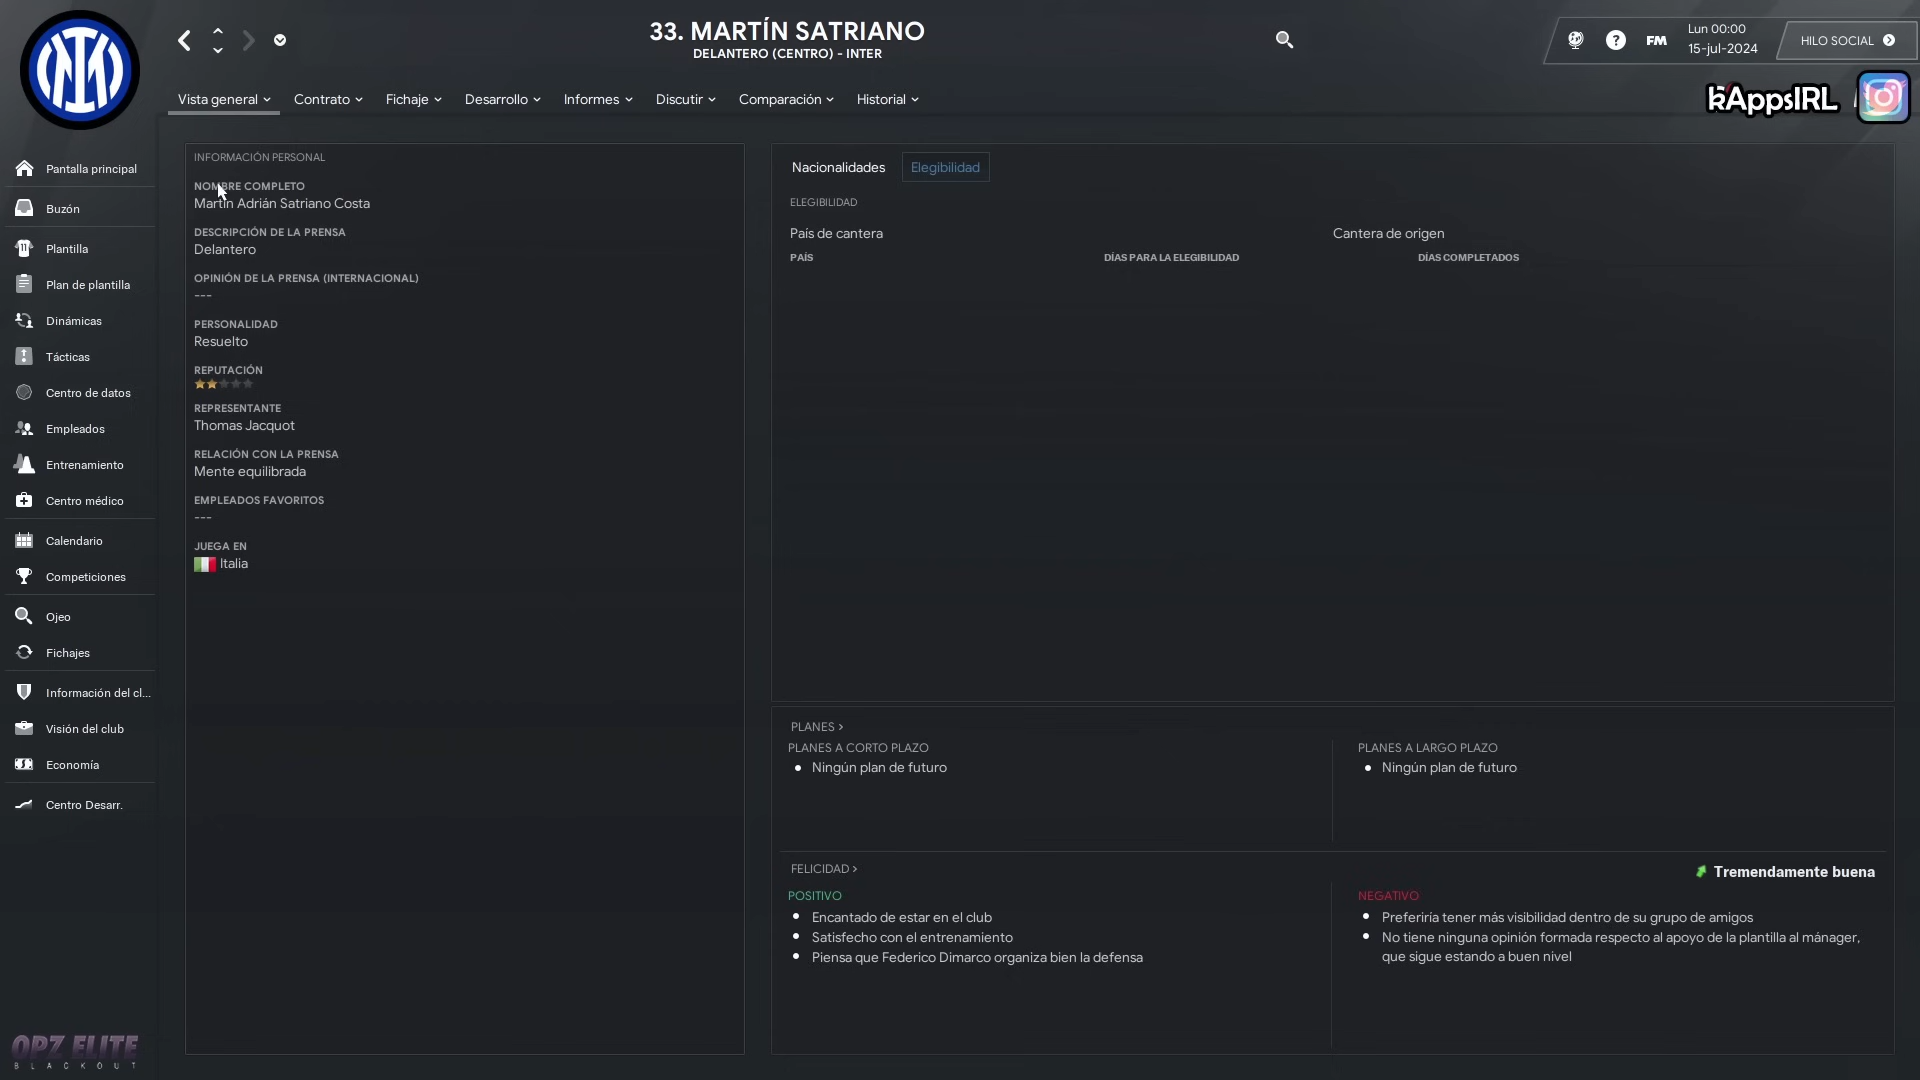 33. MARTÍN SATRIANO
DELANTERO (CENTRO) - INTER
FM
Lun 00:00
15-jul-2024
HILO SOCIAL
kAppsIRL
Vista general
Contrato
Fichaje
Desarrollo
Informes
Discutir
Comparación
Historial
Pantalla principal
Buzón
Plantilla
Plan de plantilla
Dinámicas
Tácticas
Centro de datos
Empleados
Entrenamiento
Centro médico
Calendario
Competiciones
Ojeo
Fichajes
Información del cl...
Visión del club
Economía
Centro Desarr.
OPZ ELITE
BLACKOUT
INFORMACIÓN PERSONAL
NOMBRE COMPLETO
Martín Adrián Satriano Costa
DESCRIPCIÓN DE LA PRENSA
Delantero
OPINIÓN DE LA PRENSA (INTERNACIONAL)
---
PERSONALIDAD
Resuelto
REPUTACIÓN
REPRESENTANTE
Thomas Jacquot
RELACIÓN CON LA PRENSA
Mente equilibrada
EMPLEADOS FAVORITOS
---
JUEGA EN
Italia
Nacionalidades Elegibilidad
ELEGIBILIDAD
País de cantera Cantera de origen
PAÍS DÍAS PARA LA ELEGIBILIDAD DÍAS COMPLETADOS
PLANES >
PLANES A CORTO PLAZO
Ningún plan de futuro
PLANES A LARGO PLAZO
Ningún plan de futuro
FELICIDAD >
Tremendamente buena
POSITIVO
Encantado de estar en el club
Satisfecho con el entrenamiento
Piensa que Federico Dimarco organiza bien la defensa
NEGATIVO
Preferiría tener más visibilidad dentro de su grupo de amigos
No tiene ninguna opinión formada respecto al apoyo de la plantilla al mánager,
que sigue estando a buen nivel